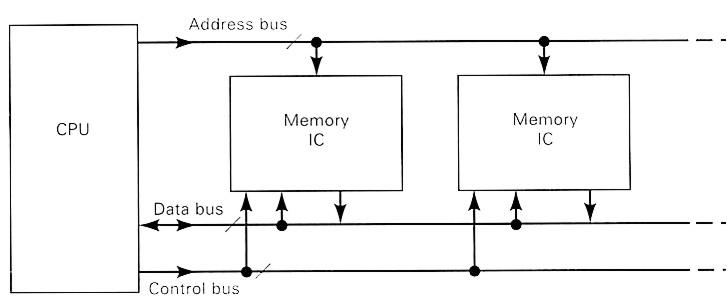 Address bus
CPU
Memory
IC
Memory
IC
Data bus
Control bus